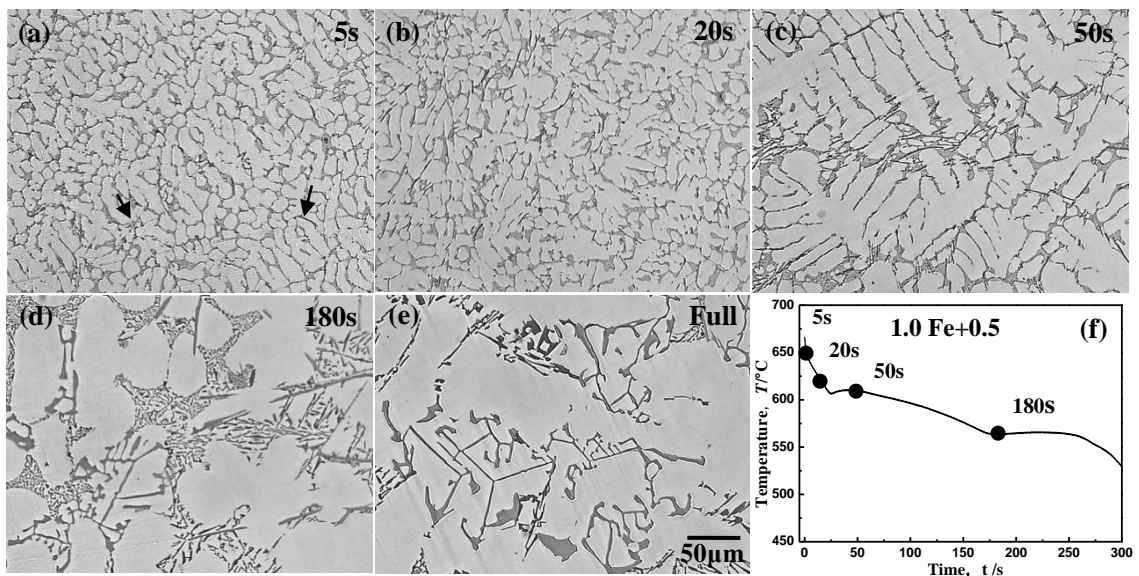 (a) 5s
(b) 20s
(c) 50s
(d) 180s
(e) Full
50μm
(f)
1.0 Fe+0.5
5s
20s
50s
180s
700
650
600
550
500
450
Temperature, T/°C
0 50 100 150 200 250 300
Time, t /s